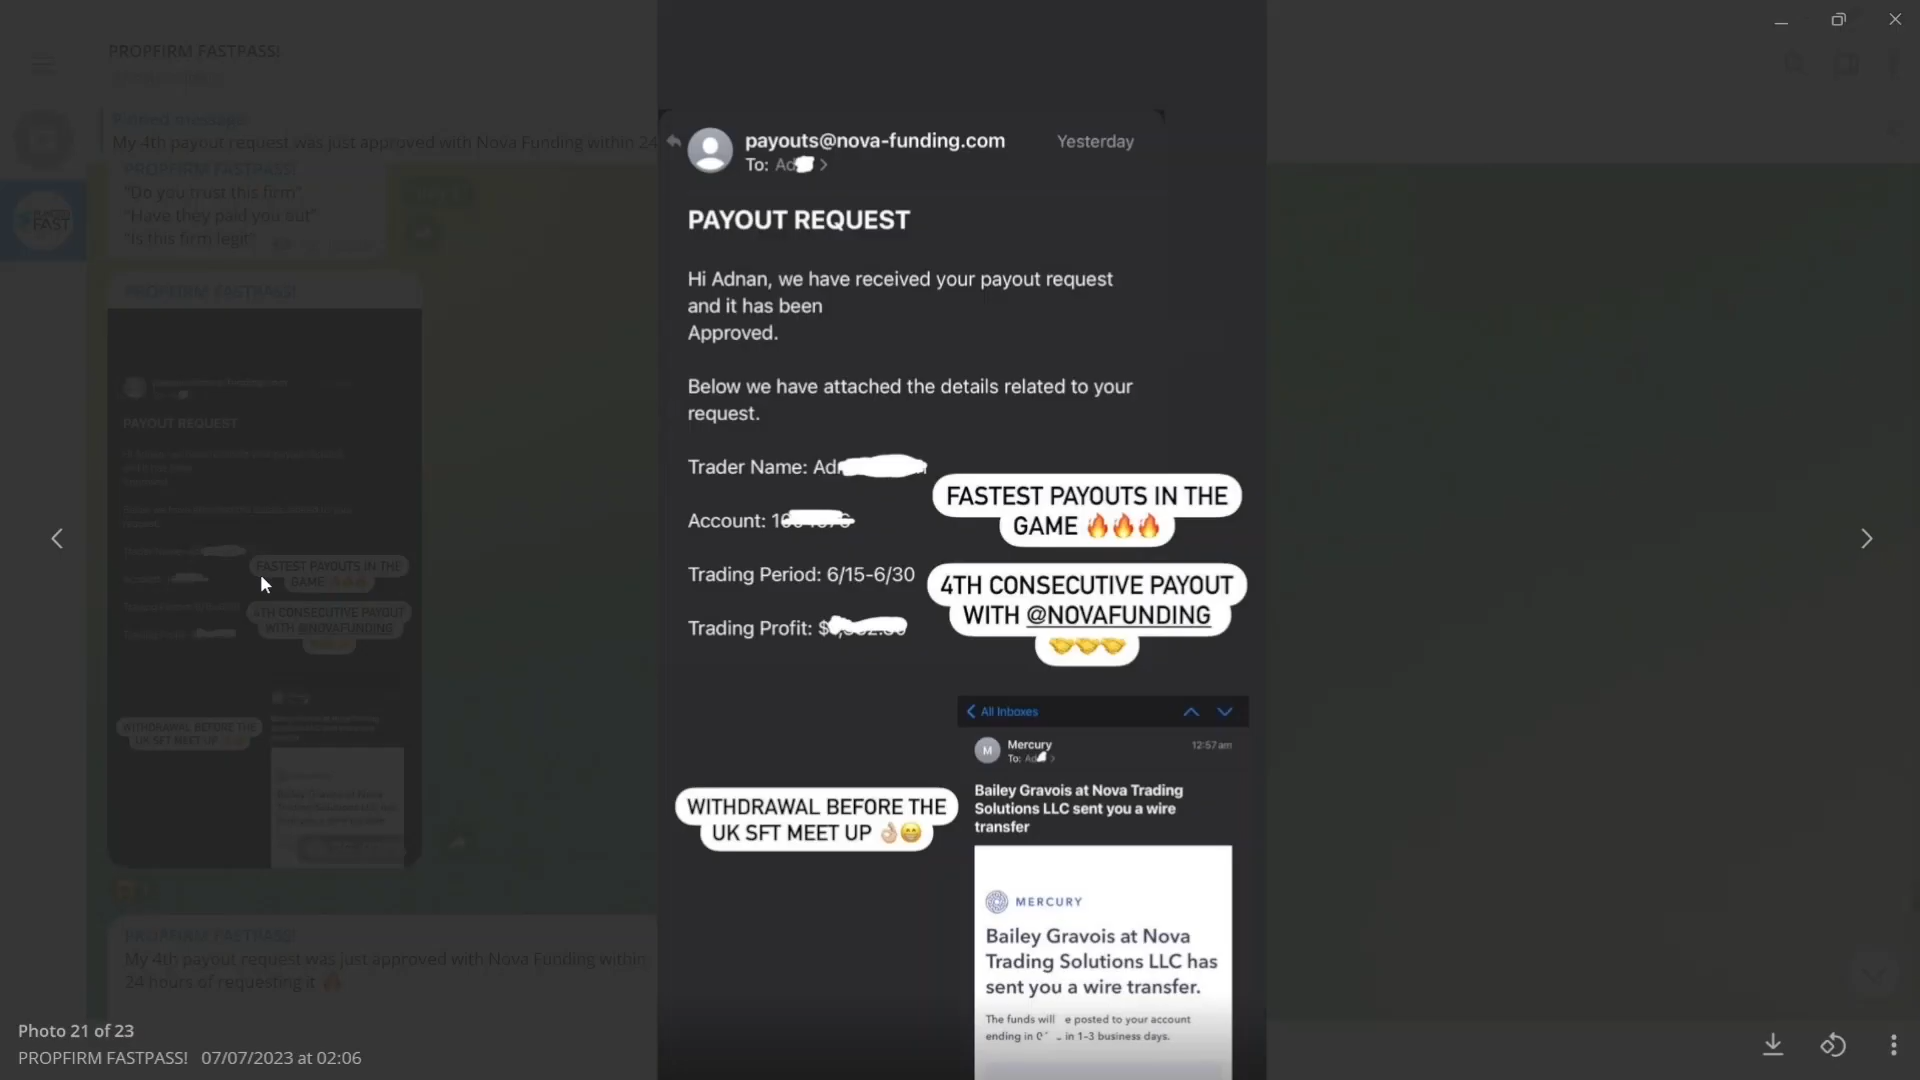 PROPFIRM FASTPASS!
Pinned message
My 4th payout request was just approved with Nova Funding within 24
PROPFIRM FASTPASS!
"Do you trust this firm"
"Have they paid you out"
"Is this firm legit"
FAST
PROPFIRM FASTPASS!
PAYOUT REQUEST
FASTEST PAYOUTS IN THE
GAME 🔥🔥🔥
4TH CONSECUTIVE PAYOUT
WITH @NOVAFUNDING
WITHDRAWAL BEFORE THE
UK SFT MEET UP
PROPFIRM FASTPASS!
My 4th payout request was just approved with Nova Funding within
24 hours of requesting it 🔥
payouts@nova-funding.com
Yesterday
To: Ad
PAYOUT REQUEST
Hi Adnan, we have received your payout request
and it has been
Approved.
Below we have attached the details related to your
request.
Trader Name: Ad
Account: 1
Trading Period: 6/15-6/30
Trading Profit: $
FASTEST PAYOUTS IN THE
GAME 🔥🔥🔥
4TH CONSECUTIVE PAYOUT
WITH @NOVAFUNDING
🤝🤝🤝
WITHDRAWAL BEFORE THE
UK SFT MEET UP 👌🏼😁
All Inboxes
M
Mercury
12:57 am
To: Ad
Bailey Gravois at Nova Trading
Solutions LLC sent you a wire
transfer
MERCURY
Bailey Gravois at Nova
Trading Solutions LLC has
sent you a wire transfer.
The funds will e posted to your account
ending in 0 in 1-3 business days.
Photo 21 of 23
PROPFIRM FASTPASS! 07/07/2023 at 02:06